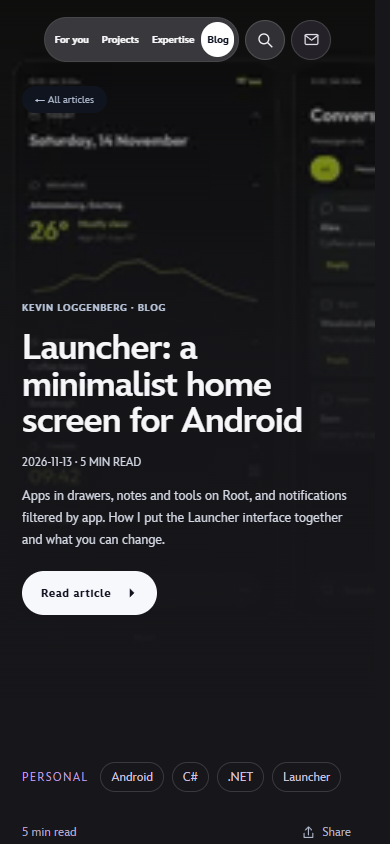 For you Projects Expertise Blog
← All articles
Saturday, 14 November
26°
KEVIN LOGGENBERG · BLOG
Launcher: a
minimalist home
screen for Android
2026-11-13 · 5 MIN READ
09:42
Apps in drawers, notes and tools on Root, and notifications
filtered by app. How I put the Launcher interface together
and what you can change.
Read article
PERSONAL Android C# .NET Launcher
5 min read Share